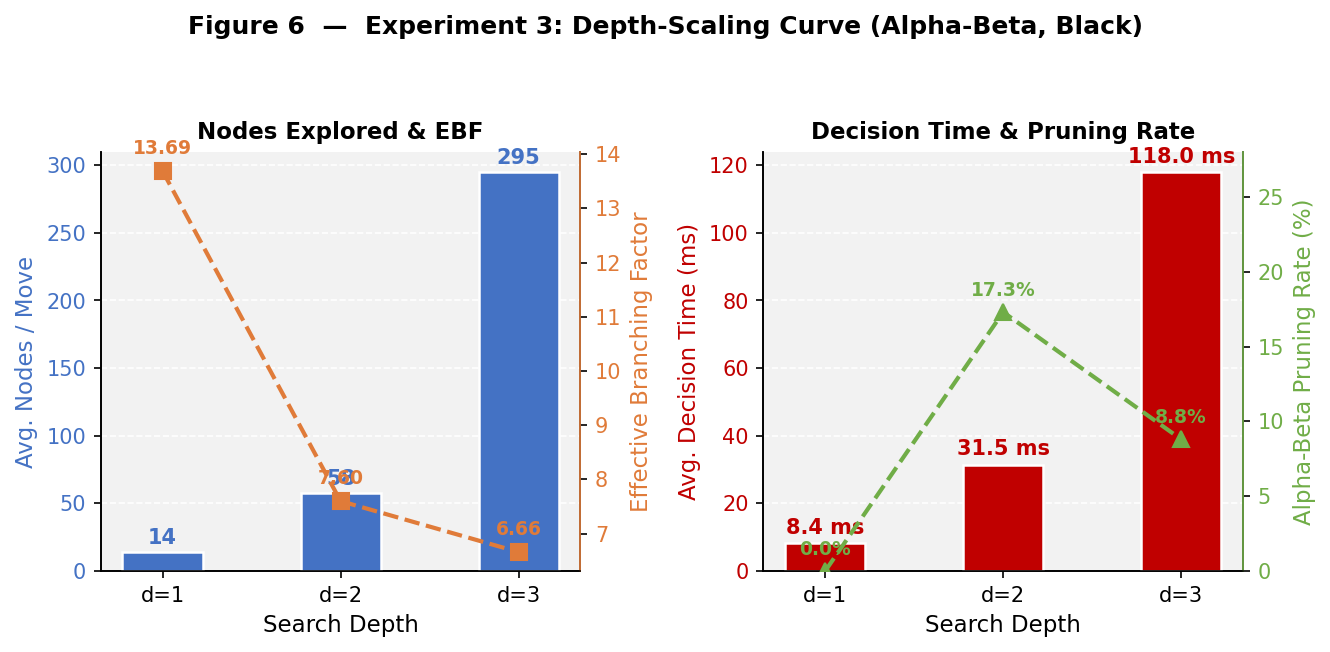 Figure 6 — Experiment 3: Depth-Scaling Curve (Alpha-Beta, Black)
Nodes Explored & EBF
Avg. Nodes / Move
300
250
200
150
100
50
0
14
13
12
11
10
9
8
7
Effective Branching Factor
13.69
7.60
6.66
14
58
295
d=1
d=2
d=3
Search Depth
Decision Time & Pruning Rate
Avg. Decision Time (ms)
120
100
80
60
40
20
0
25
20
15
10
5
0
Alpha-Beta Pruning Rate (%)
118.0 ms
31.5 ms
8.4 ms
17.3%
8.8%
0.0%
d=1
d=2
d=3
Search Depth